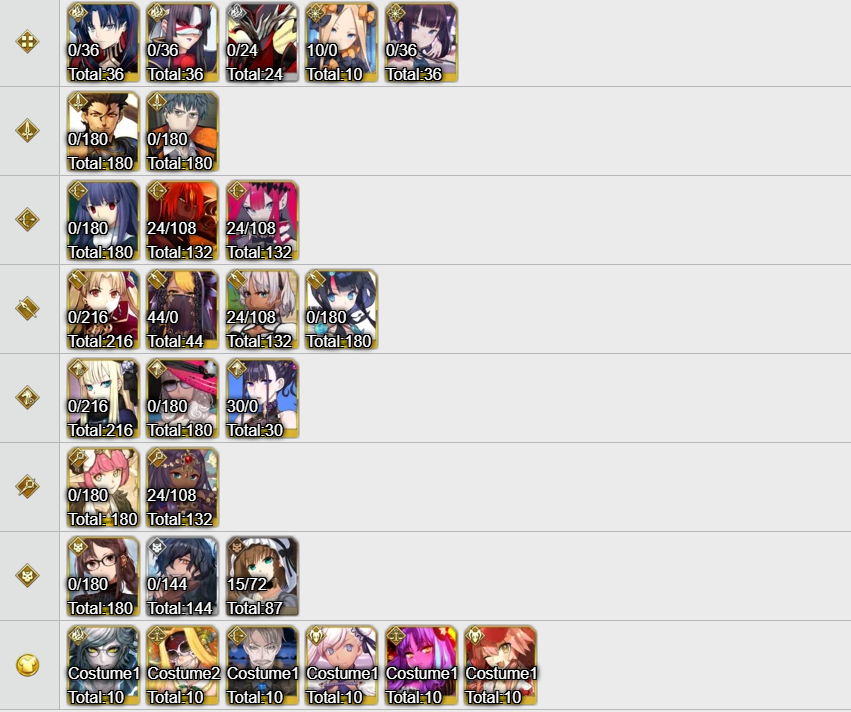 0/36 0/36 0/24 10/0 0/36
Total:36 Total:36 Total:24 Total:10 Total:36
0/180 0/180
Total:180 Total:180
0/180 24/108 24/108
Total:180 Total:132 Total:132
0/216 44/0 24/108 0/180
Total:216 Total:44 Total:132 Total:180
0/216 0/180 30/0
Total:216 Total:180 Total:30
0/180 24/108
Total: 180 Total:132
0/180 0/144 15/72
Total:180 Total:144 Total:87
Costume1 Costume2 Costume1 Costume1 Costume1 Costume1
Total:10 Total:10 Total:10 Total:10 Total:10 Total:10